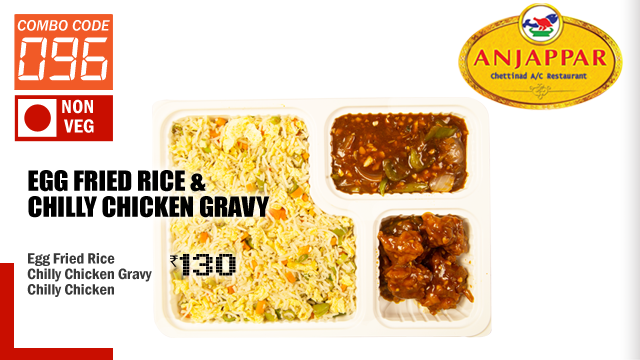 COMBO CODE
096
NON
VEG
ANJAPPAR
Chettinad A/C Restaurant
EGG FRIED RICE &
CHILLY CHICKEN GRAVY
Egg Fried Rice
Chilly Chicken Gravy
Chilly Chicken
₹130